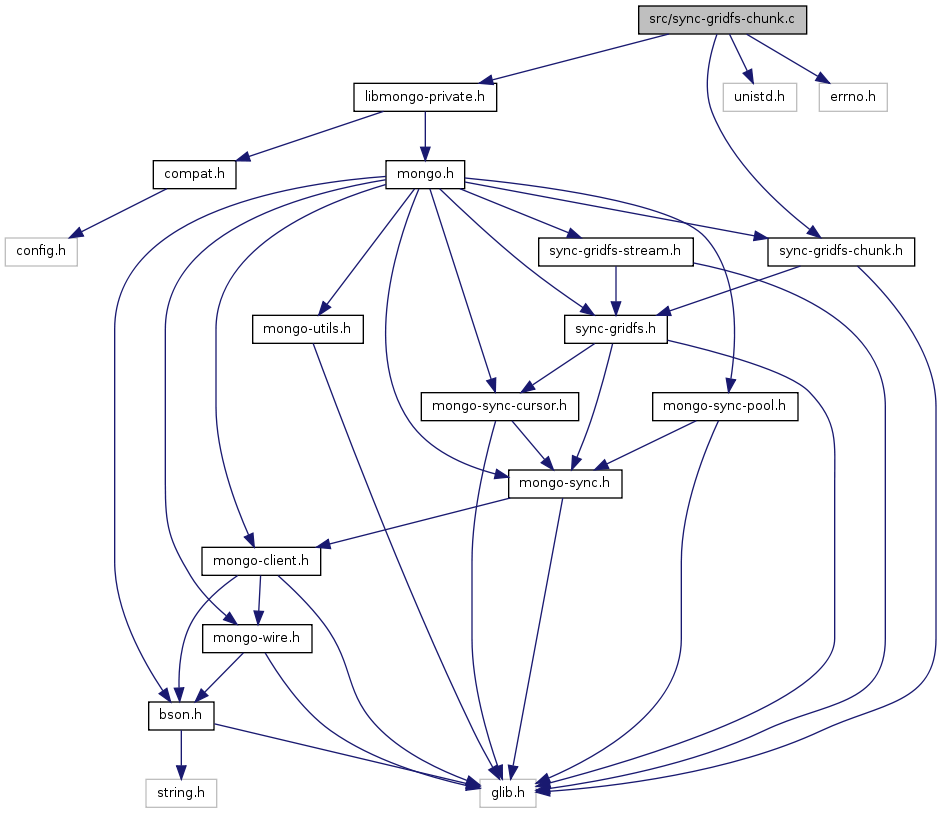 src/sync-gridfs-chunk.c
libmongo-private.h
unistd.h
errno.h
compat.h
mongo.h
config.h
sync-gridfs-stream.h
sync-gridfs-chunk.h
mongo-utils.h
sync-gridfs.h
mongo-sync-cursor.h
mongo-sync-pool.h
mongo-sync.h
mongo-client.h
mongo-wire.h
bson.h
string.h
glib.h